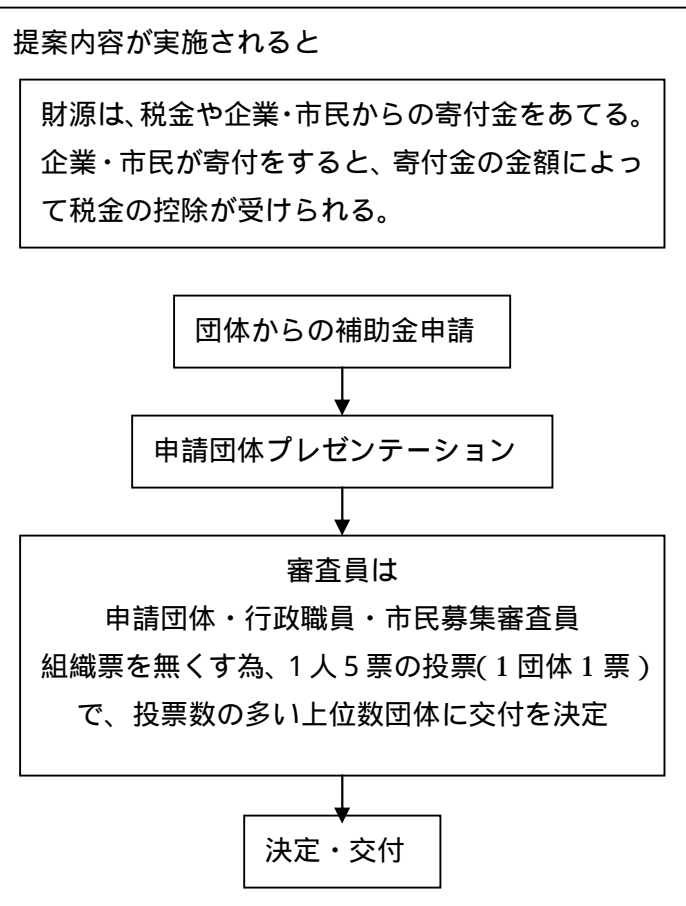 提案内容が実施されると
財源は、税金や企業・市民からの寄付金をあてる。
企業・市民が寄付をすると、寄付金の金額によっ
て税金の控除が受けられる。
団体からの補助金申請
申請団体プレゼンテーション
審査員は
申請団体・行政職員・市民募集審査員
組織票を無くす為、1人5票の投票(1団体1票)
で、投票数の多い上位数団体に交付を決定
決定・交付